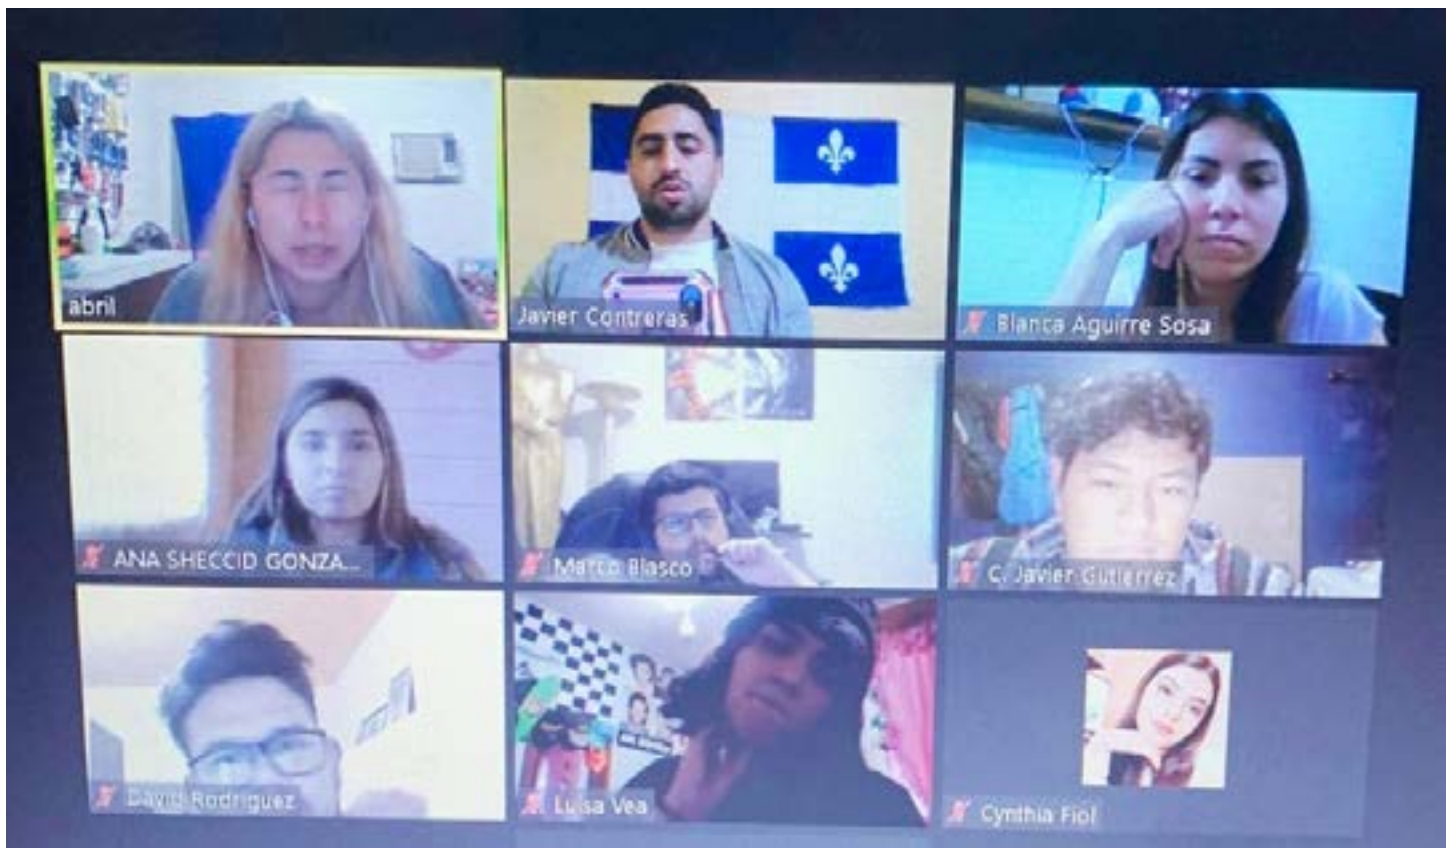 abril
Javier Contreras
Blanca Aguirre Sosa
ANA SHECCID GONZA...
Marco Blasco
C. Javier Gutierrez
David Rodriguez
Luisa Vea
Cynthia Fiol